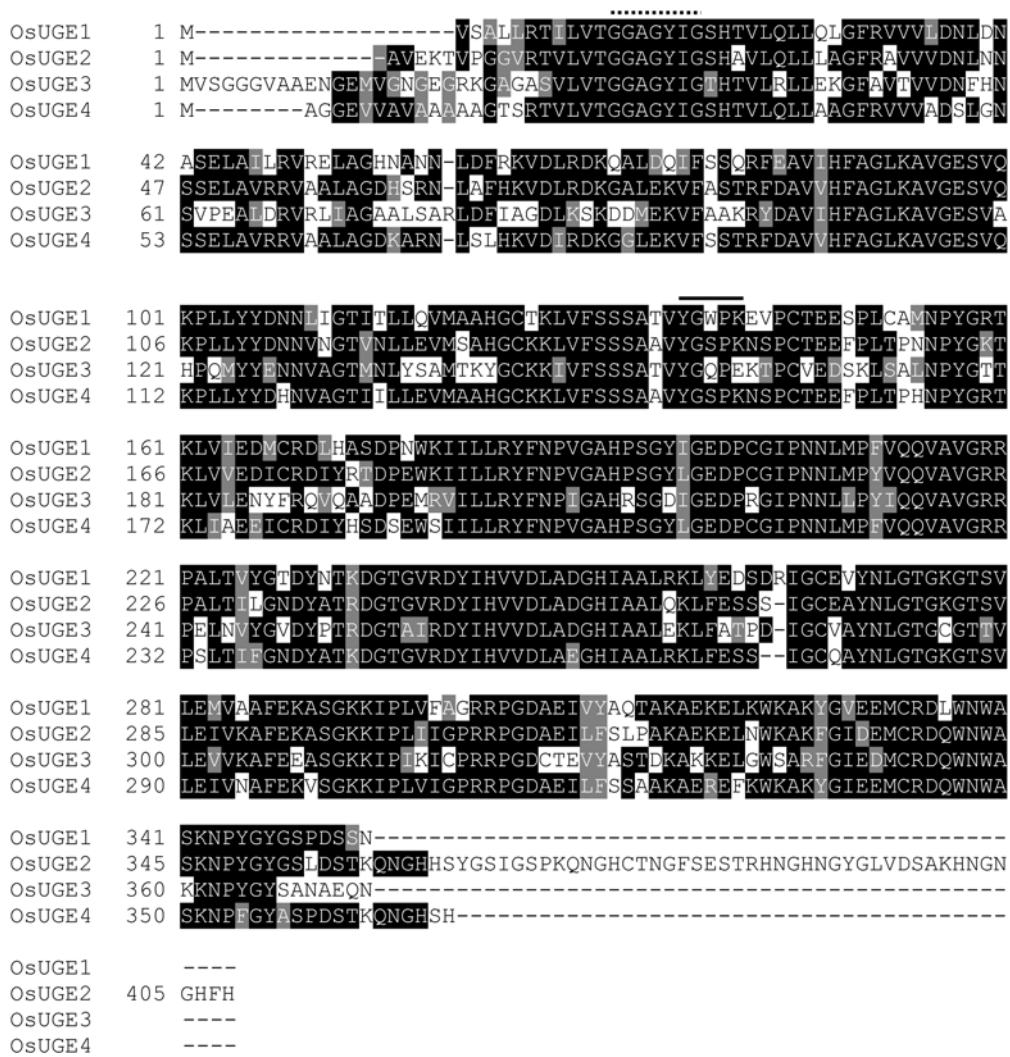 OsUGE1 1 M-------------------VSALLRTILVTGGAGYIGSHTVLQLLQLGFRVVVLDNLDN
OsUGE2 1 M--------------AVEKTVPGGVRTVLVTGGAGYIGSHAVLQLLLAGFRAVVVDNLNN
OsUGE3 1 MVSGGGVAAENGEMVGNGEGRKGAGASVLVTGGAGYIGTHTVLRLLEKGFAVTVVDNFHN
OsUGE4 1 M--------AGGEVVAVAAAAAGTSRTVLVTGGAGYIGSHTVLQLLAAGFRVVVADSLGN
OsUGE1 42 ASELAILRVRELAGHNANN-LDFRKVDLRDKQALDQIFSSQRFEAVIHFAGLKAVGESVQ
OsUGE2 47 SSELAVRRVAALAGDHSRN-LAFHKVDLRDKGALEKVFASTRFDAVVHFAGLKAVGESVQ
OsUGE3 61 SVPEALDRVRLIAGAALSARLDFIAGDLKSKDDMEKVFAAKRYDAVIHFAGLKAVGESVA
OsUGE4 53 SSELAVRRVAALAGDKARN-LSLHKVDIRDKGGLEKVFSSTRFDAVVHFAGLKAVGESVQ
OsUGE1 101 KPLLYYDNNLIGTITLLQVMAAHGCTKLVFSSSATVYGWPKEVPCTEESPLCAMNPYGRT
OsUGE2 106 KPLLYYDNNVNGTVNLLEVMSAHGCKKLVFSSSAAVYGSPKNSPCTEEFPLTPNNPYGKT
OsUGE3 121 HPQMYYENNVAGTMNLYSAMTKYGCKKIVFSSSATVYGQPEKTPCVEDSKLSALNPYGTT
OsUGE4 112 KPLLYYDHNVAGTIILLEVMAAHGCKKLVFSSSAAVYGSPKNSPCTEEFPLTPHNPYGRT
OsUGE1 161 KLVIEDMCRDLHASDPNWKIILLRYFNPVGAHPSGYIGEDPCGIPNNLMPFVQQVAVGRR
OsUGE2 166 KLVVEDICRDIYRTDPEWKIILLRYFNPVGAHPSGYLGEDPCGIPNNLMPYVQQVAVGRR
OsUGE3 181 KLVLENYFRQVQAADPEMRVILLRYFNPIGAHRSGDIGEDPRGIPNNLLPYIQQVAVGRR
OsUGE4 172 KLIAEEICRDIYHSDSEWSIILLRYFNPVGAHPSGYLGEDPCGIPNNLMPFVQQVAVGRR
OsUGE1 221 PALTVYGTDYNTKDGTGVRDYIHVVDLADGHIAALRKLYEDSDRIGCEVYNLGTGKGTSV
OsUGE2 226 PALTILGNDYATRDGTGVRDYIHVVDLADGHIAALQKLFESSS-IGCEAYNLGTGKGTSV
OsUGE3 241 PELNVYGVDYPTRDGTAIRDYIHVVDLADGHIAALEKLFATPD-IGCVAYNLGTGCGTTV
OsUGE4 232 PSLTIFGNDYATKDGTGVRDYIHVVDLAEGHIAALRKLFESS--IGCQAYNLGTGKGTSV
OsUGE1 281 LEMVAAFEKASGKKIPLVFAGRRPGDAEIVYAQTAKAEKELKWKAKYGVEEMCRDLWNWA
OsUGE2 285 LEIVKAFEKASGKKIPLIIGPRRPGDAEILFSLPAKAEKELNWKAKFGIDEMCRDQWNWA
OsUGE3 300 LEVVKAFEEASGKKIPIKICPRRPGDCTEVYASTDKAKKELGWSARFGIEDMCRDQWNWA
OsUGE4 290 LEIVNAFEKVSGKKIPLVIGPRRPGDAEILFSSAAKAEREFKWKAKYGIEEMCRDQWNWA
OsUGE1 341 SKNPYGYGSPDSSN----------------------------------------------
OsUGE2 345 SKNPYGYGSLDSTKQNGHHSYGSIGSPKQNGHCTNGFSESTRHNGHNGYGLVDSAKHNGN
OsUGE3 360 KKNPYGYSANAEQN----------------------------------------------
OsUGE4 350 SKNPFGYASPDSTKQNGHSH----------------------------------------
OsUGE1 ----
OsUGE2 405 GHFH
OsUGE3 ----
OsUGE4 ----